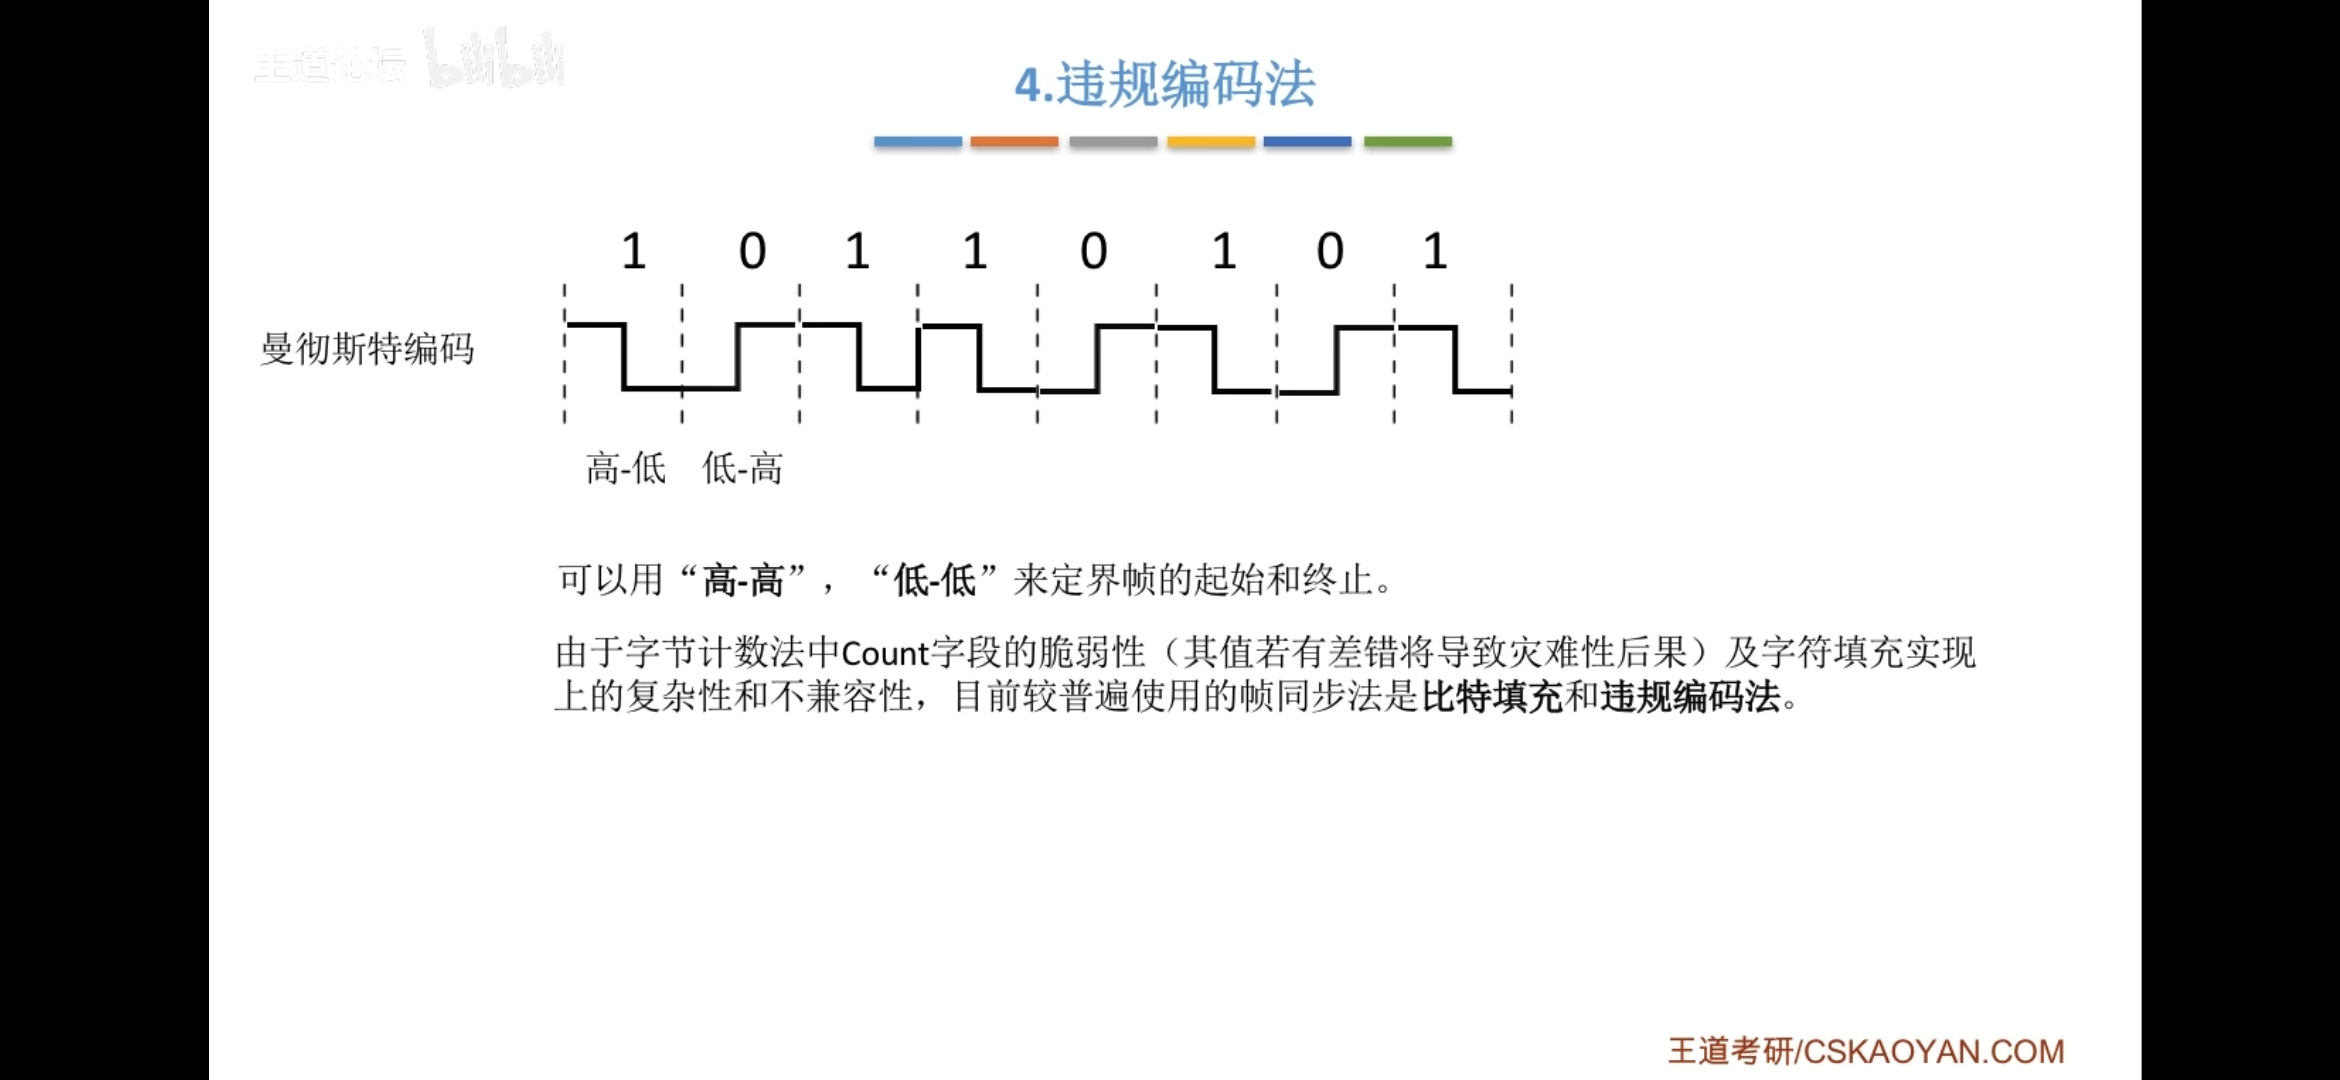 王道论坛 bilibili
4.违规编码法
1 0 1 1 0 1 0 1
曼彻斯特编码
高-低 低-高
可以用“高-高”，“低-低”来定界帧的起始和终止。
由于字节计数法中Count字段的脆弱性（其值若有差错将导致灾难性后果）及字符填充实现
上的复杂性和不兼容性，目前较普遍使用的帧同步法是比特填充和违规编码法。
王道考研/CSKAOYAN.COM